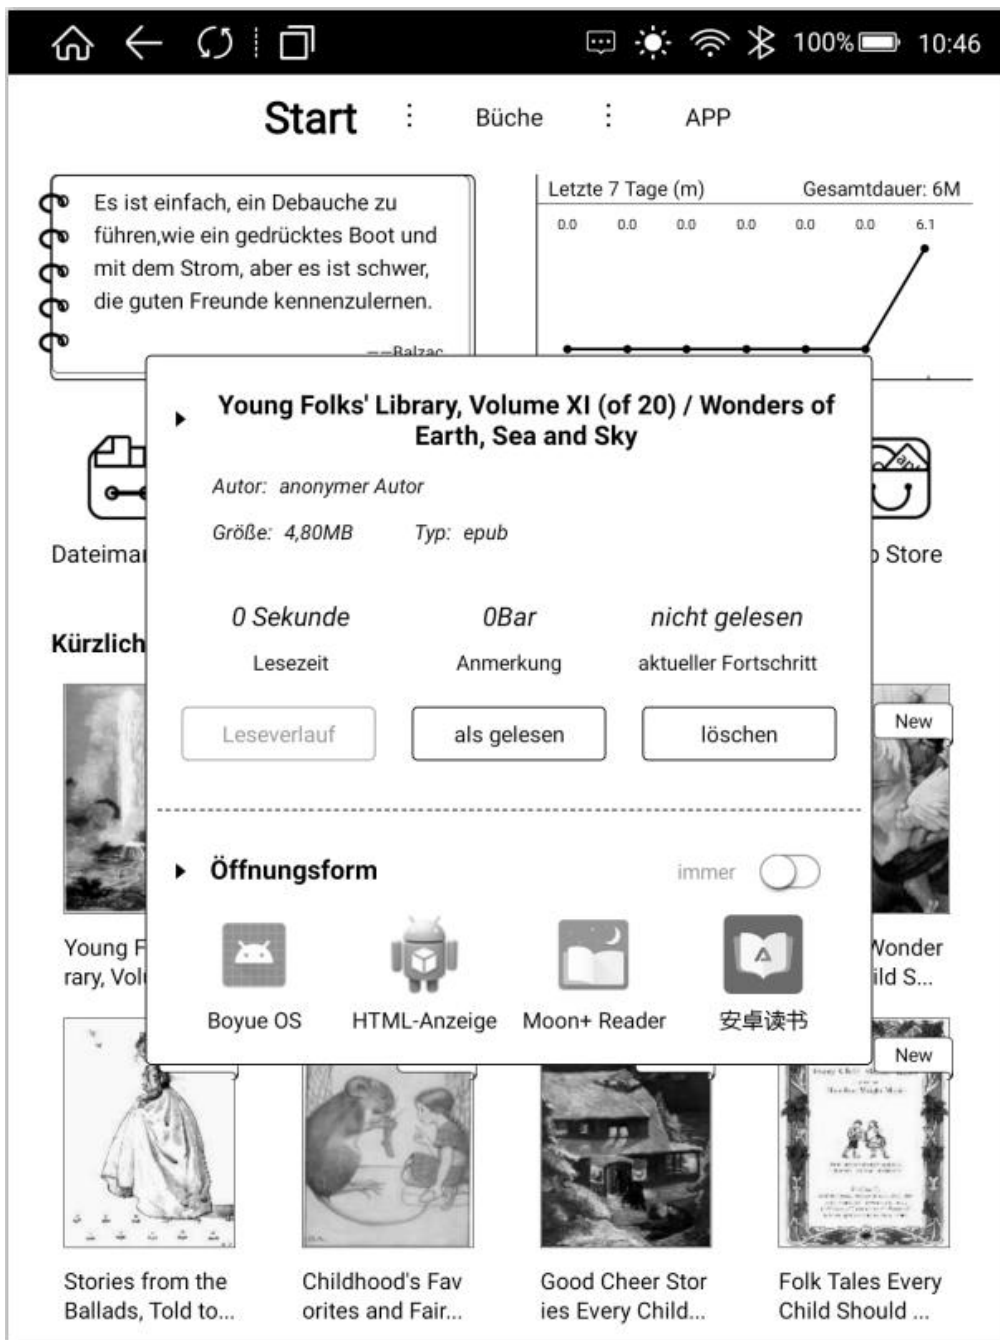 100% 10:46
Start ⋮ Büche ⋮ APP
Es ist einfach, ein Debauche zu
führen,wie ein gedrücktes Boot und
mit dem Strom, aber es ist schwer,
die guten Freunde kennenzulernen.
——Balzac
Letzte 7 Tage (m) Gesamtdauer: 6M
0.0 0.0 0.0 0.0 0.0 0.0 6.1
Dateimar
Store
Kürzlich
Young Folks' Library, Volume XI (of 20) / Wonders of
Earth, Sea and Sky
Autor: anonymer Autor
Größe: 4,80MB Typ: epub
0 Sekunde 0Bar nicht gelesen
Lesezeit Anmerkung aktueller Fortschritt
Leseverlauf als gelesen löschen
Öffnungsform immer
Boyue OS HTML-Anzeige Moon+ Reader 安卓读书
New
Young F
rary, Volu
Wonder
ild S...
New
Stories from the
Ballads, Told to...
Childhood's Fav
orites and Fair...
Good Cheer Stor
ies Every Child...
Folk Tales Every
Child Should ...